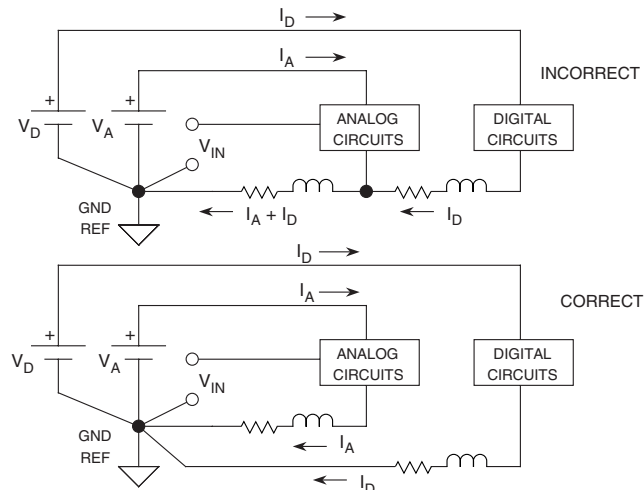 I_D
I_A
INCORRECT
+
+
V_D
V_A
V_IN
ANALOG
CIRCUITS
DIGITAL
CIRCUITS
GND
REF
I_A + I_D
I_D
I_D
I_A
CORRECT
+
+
V_D
V_A
V_IN
ANALOG
CIRCUITS
DIGITAL
CIRCUITS
GND
REF
I_A
I_D